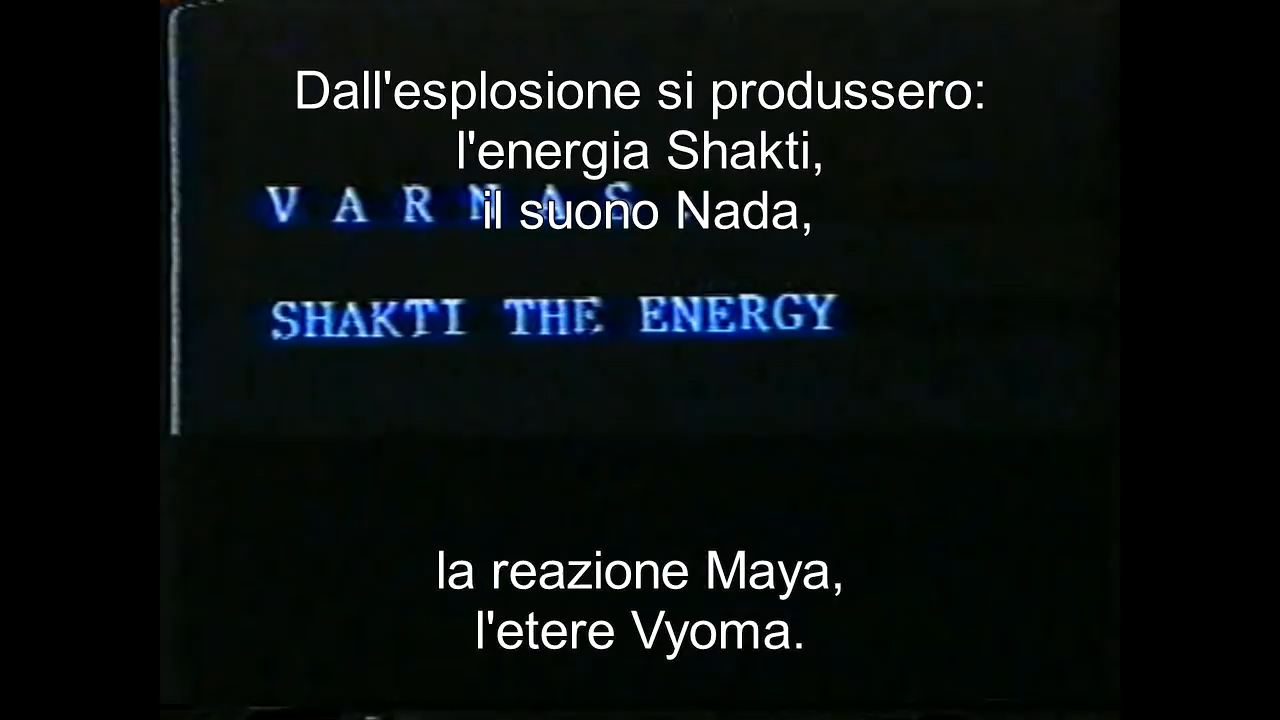 Dall'esplosione si produssero:
l'energia Shakti,
V A R N A S
il suono Nada,
SHAKTI THE ENERGY
la reazione Maya,
l'etere Vyoma.